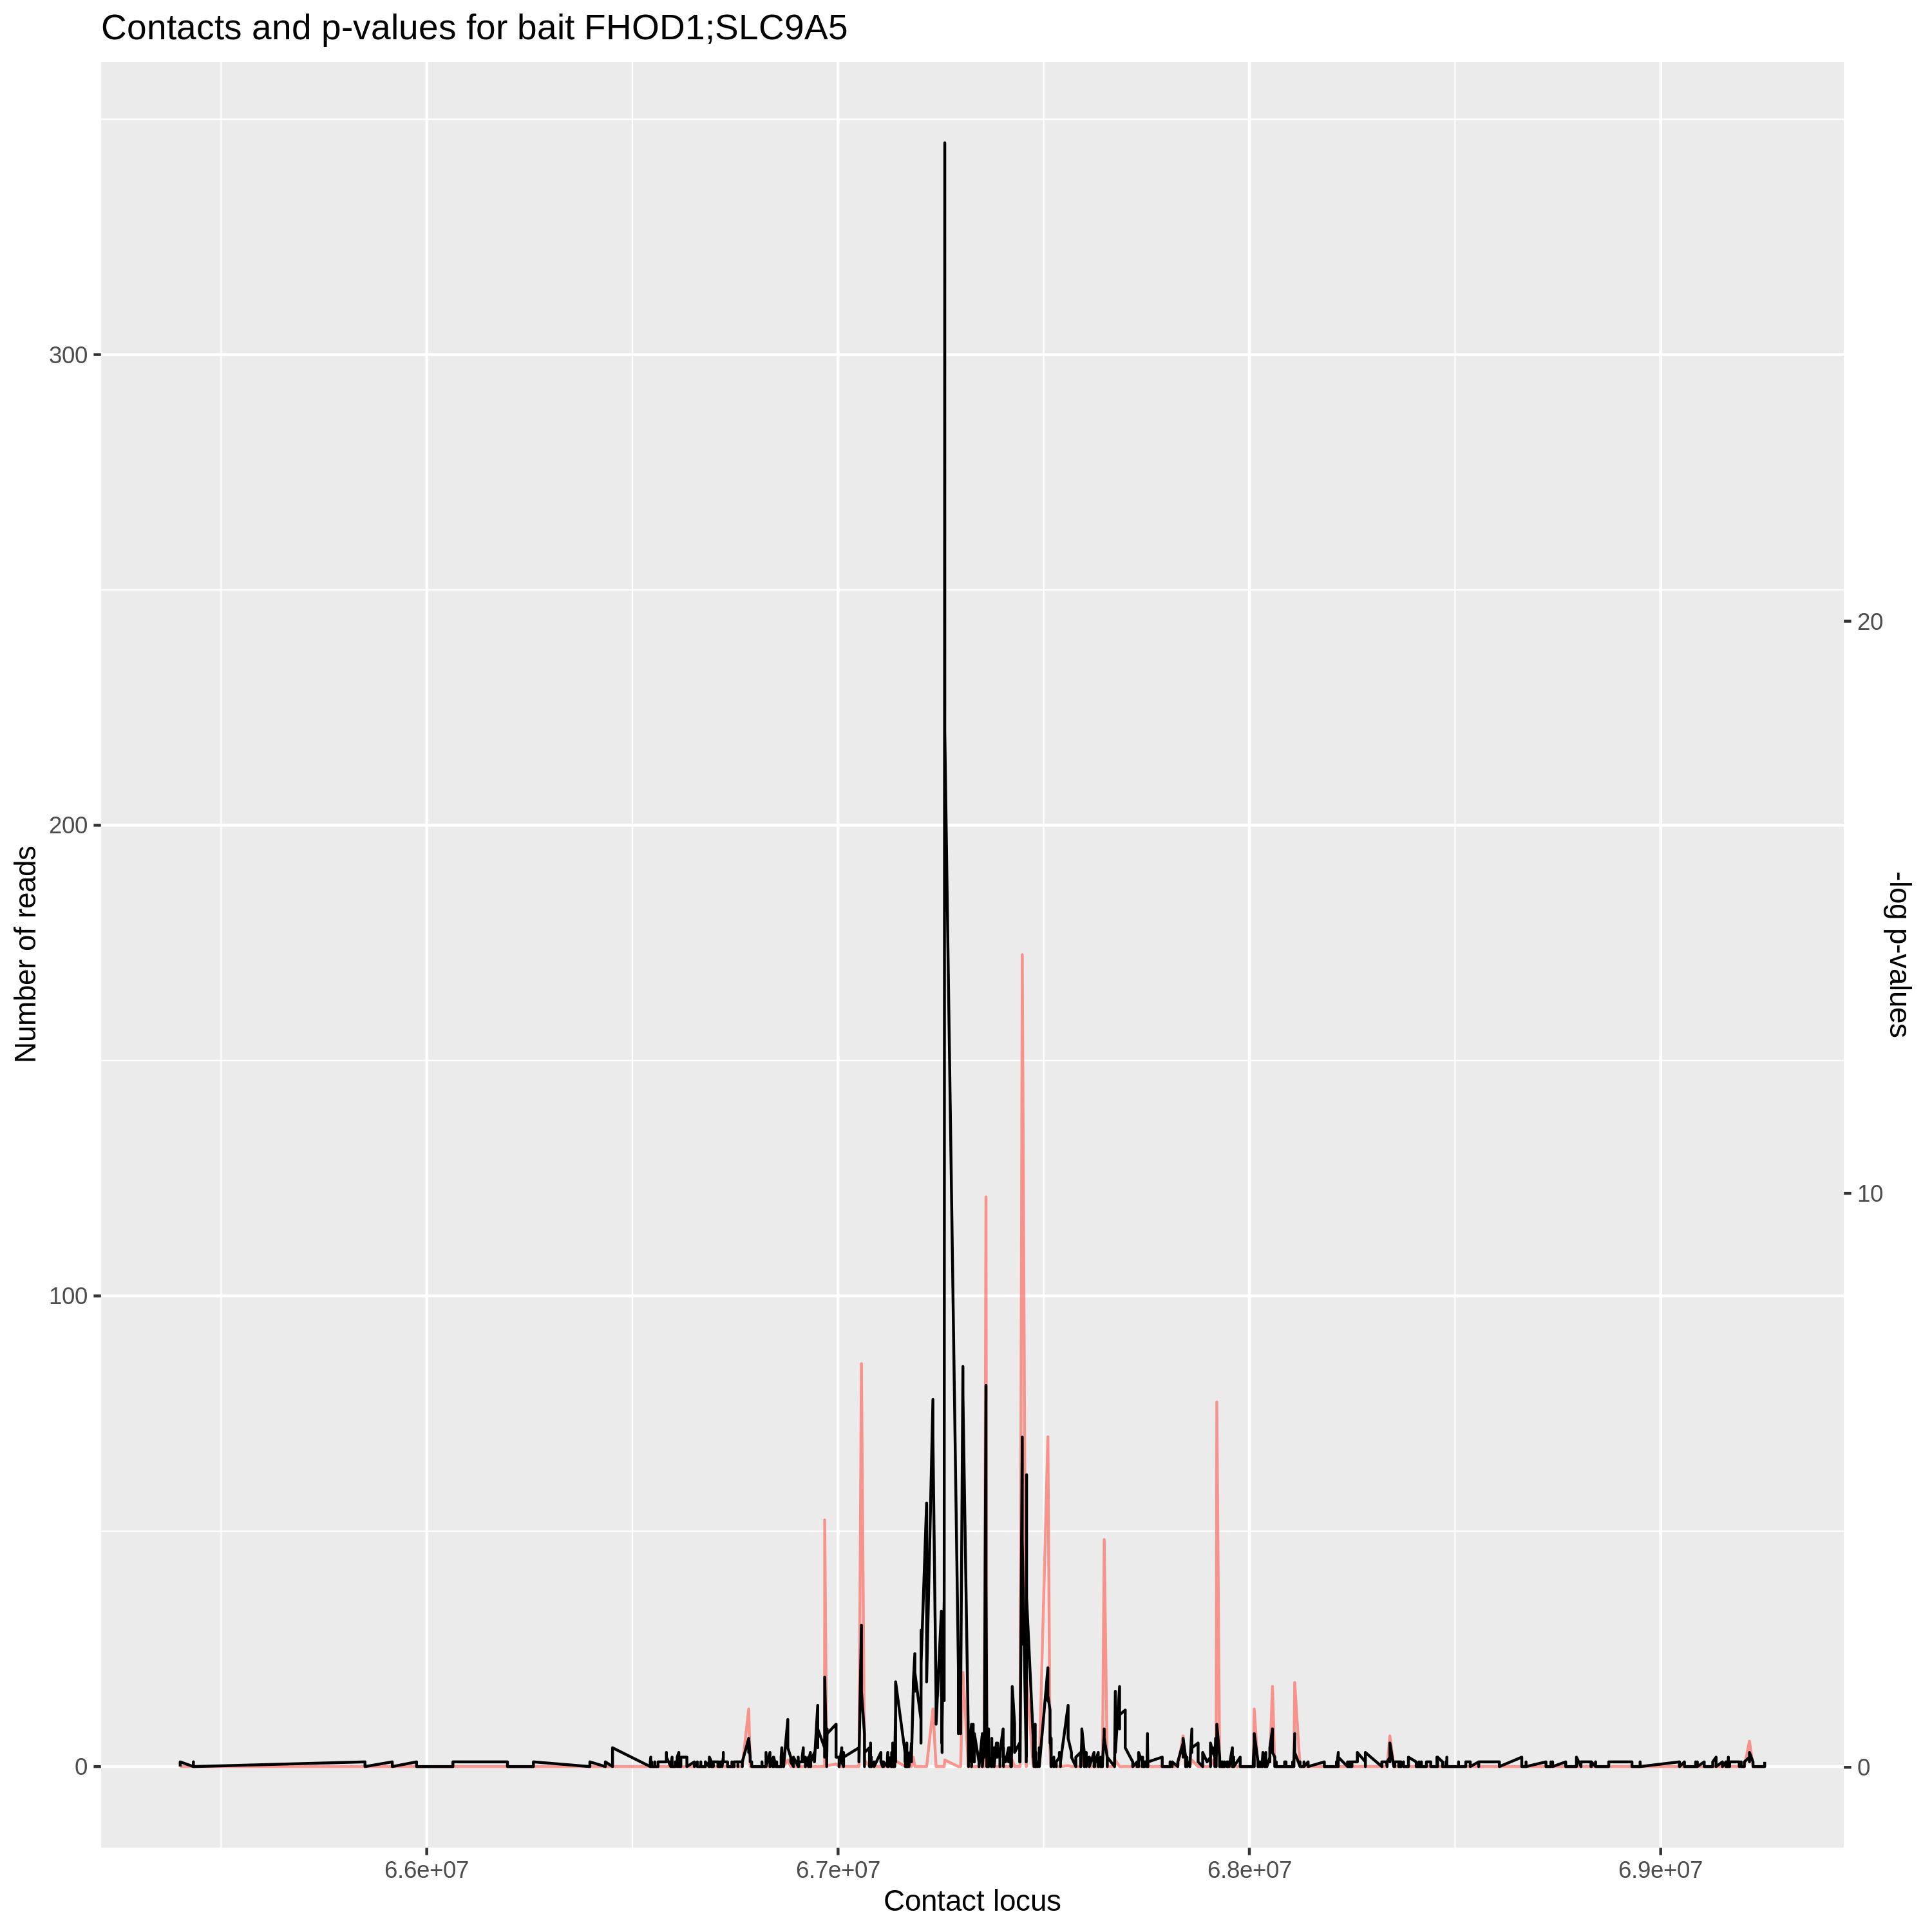 Contacts and p-values for bait FHOD1;SLC9A5
300
200
100
0
Number of reads
20
10
0
-log p-values
6.6e+07
6.7e+07
6.8e+07
6.9e+07
Contact locus